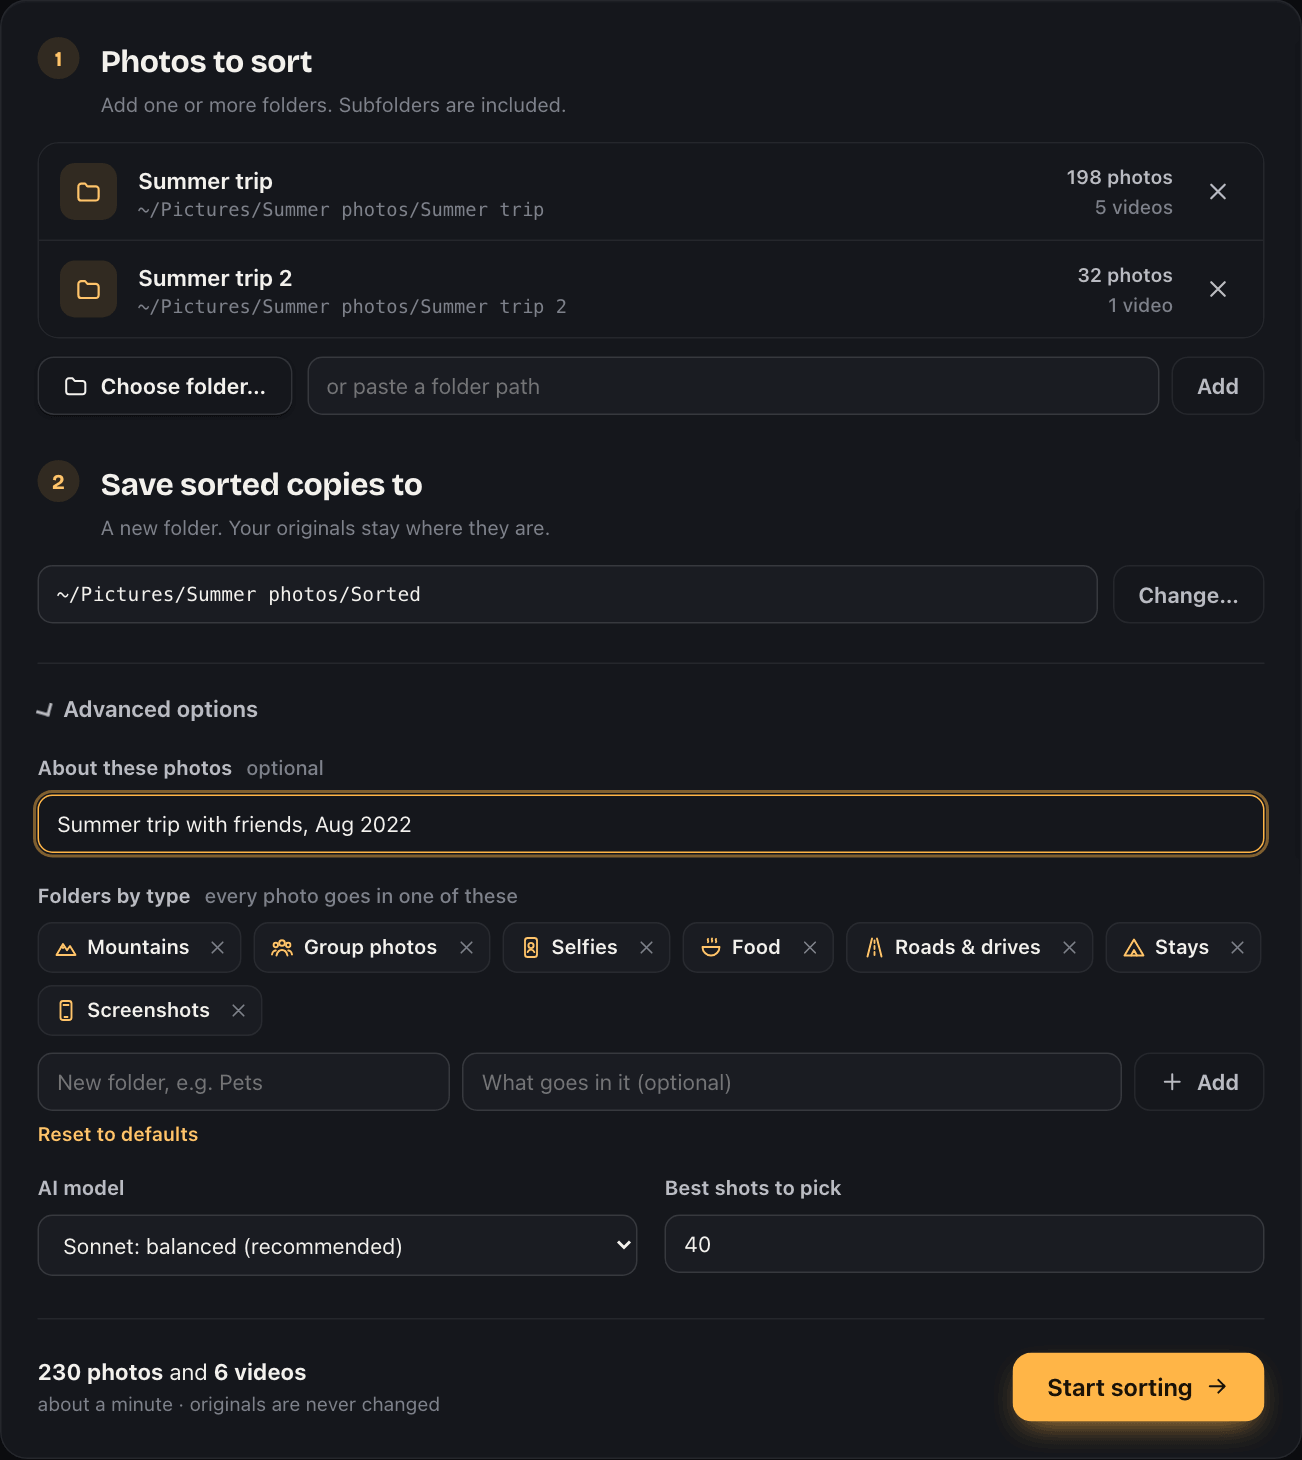 1
Photos to sort
Add one or more folders. Subfolders are included.
Summer trip
~/Pictures/Summer photos/Summer trip
198 photos
5 videos
Summer trip 2
~/Pictures/Summer photos/Summer trip 2
32 photos
1 video
Choose folder...
or paste a folder path
Add
2
Save sorted copies to
A new folder. Your originals stay where they are.
~/Pictures/Summer photos/Sorted
Change...
Advanced options
About these photos optional
Summer trip with friends, Aug 2022
Folders by type every photo goes in one of these
Mountains
Group photos
Selfies
Food
Roads & drives
Stays
Screenshots
New folder, e.g. Pets
What goes in it (optional)
+ Add
Reset to defaults
AI model
Sonnet: balanced (recommended)
Best shots to pick
40
230 photos and 6 videos
about a minute · originals are never changed
Start sorting →